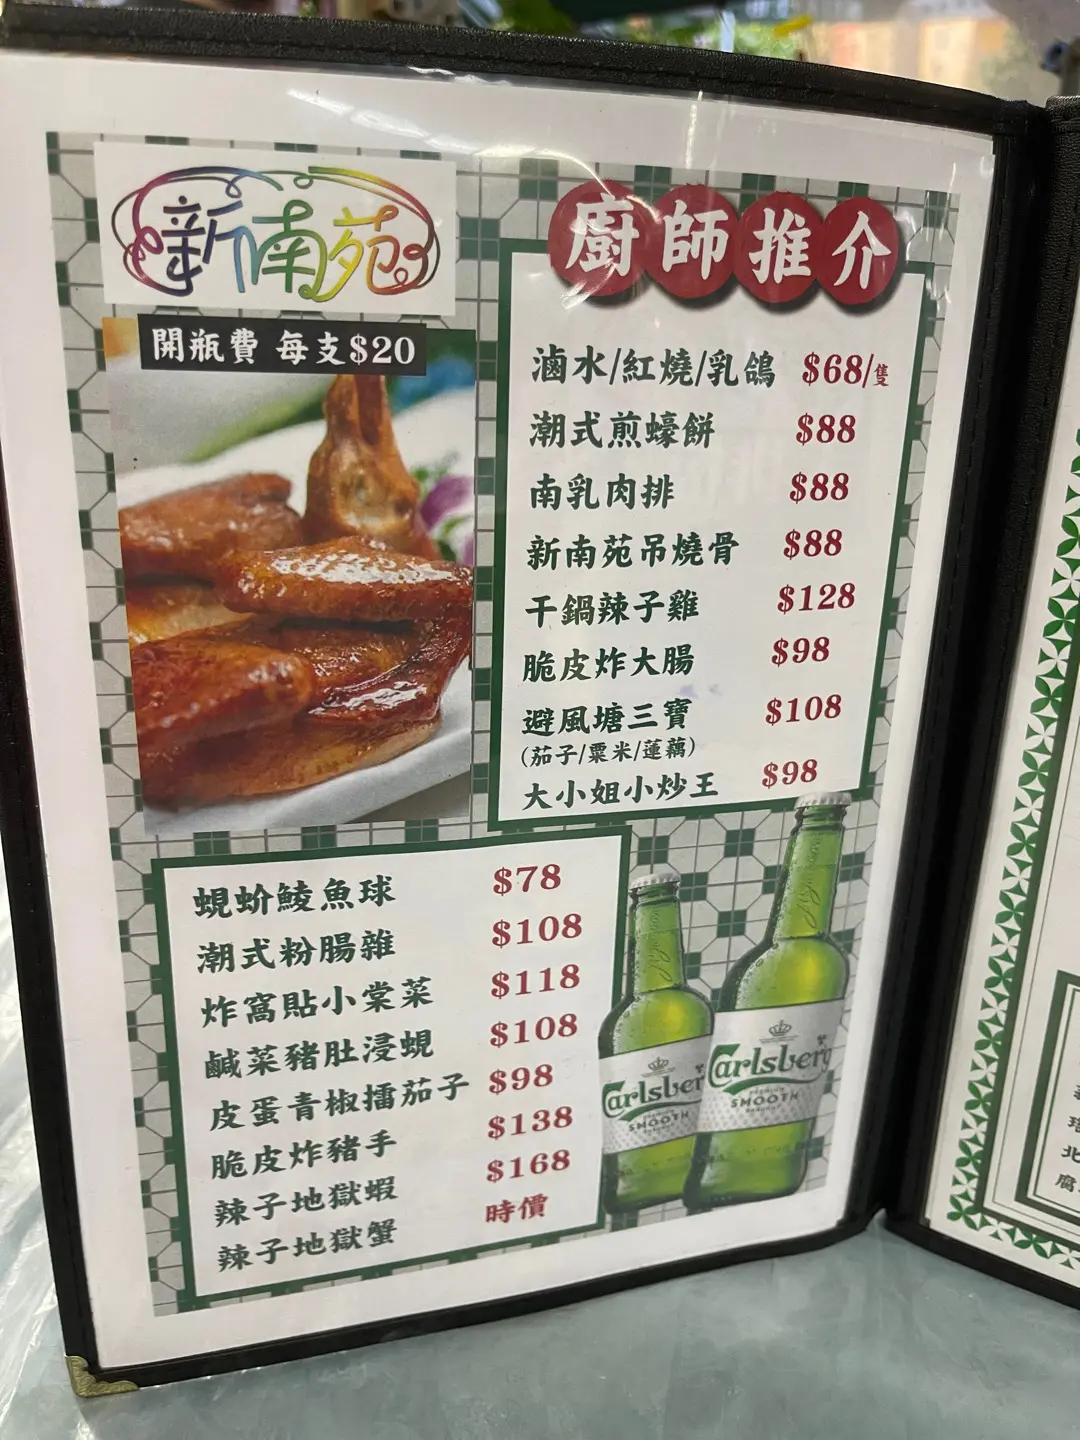 新南苑
開瓶費 每支$20
廚師推介
滷水/紅燒/乳鴿 $68/隻
潮式煎蠔餅 $88
南乳肉排 $88
新南苑吊燒骨 $88
干鍋辣子雞 $128
脆皮炸大腸 $98
避風塘三寶 $108
(茄子/粟米/蓮藕)
大小姐小炒王 $98
蜆蚧鯪魚球 $78
潮式粉腸雜 $108
炸窩貼小棠菜 $118
鹹菜豬肚浸蜆 $108
皮蛋青椒擂茄子 $98
脆皮炸豬手 $138
辣子地獄蝦 $168
辣子地獄蟹 時價
Carlsberg
SMOOTH
Carlsberg
SMOOTH
北
腐